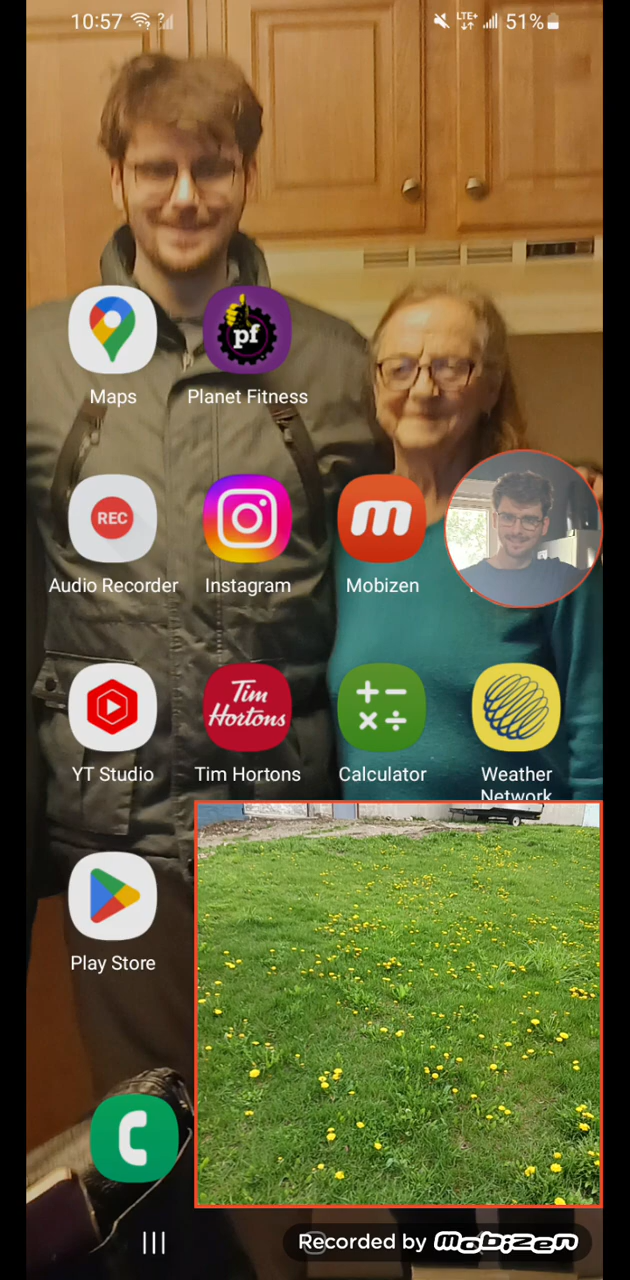 10:57
LTE+
51%
pf
Maps
Planet Fitness
REC
m
Audio Recorder
Instagram
Mobizen
Tim
Hortons
YT Studio
Tim Hortons
Calculator
Weather
Network
Play Store
Recorded by mobizen